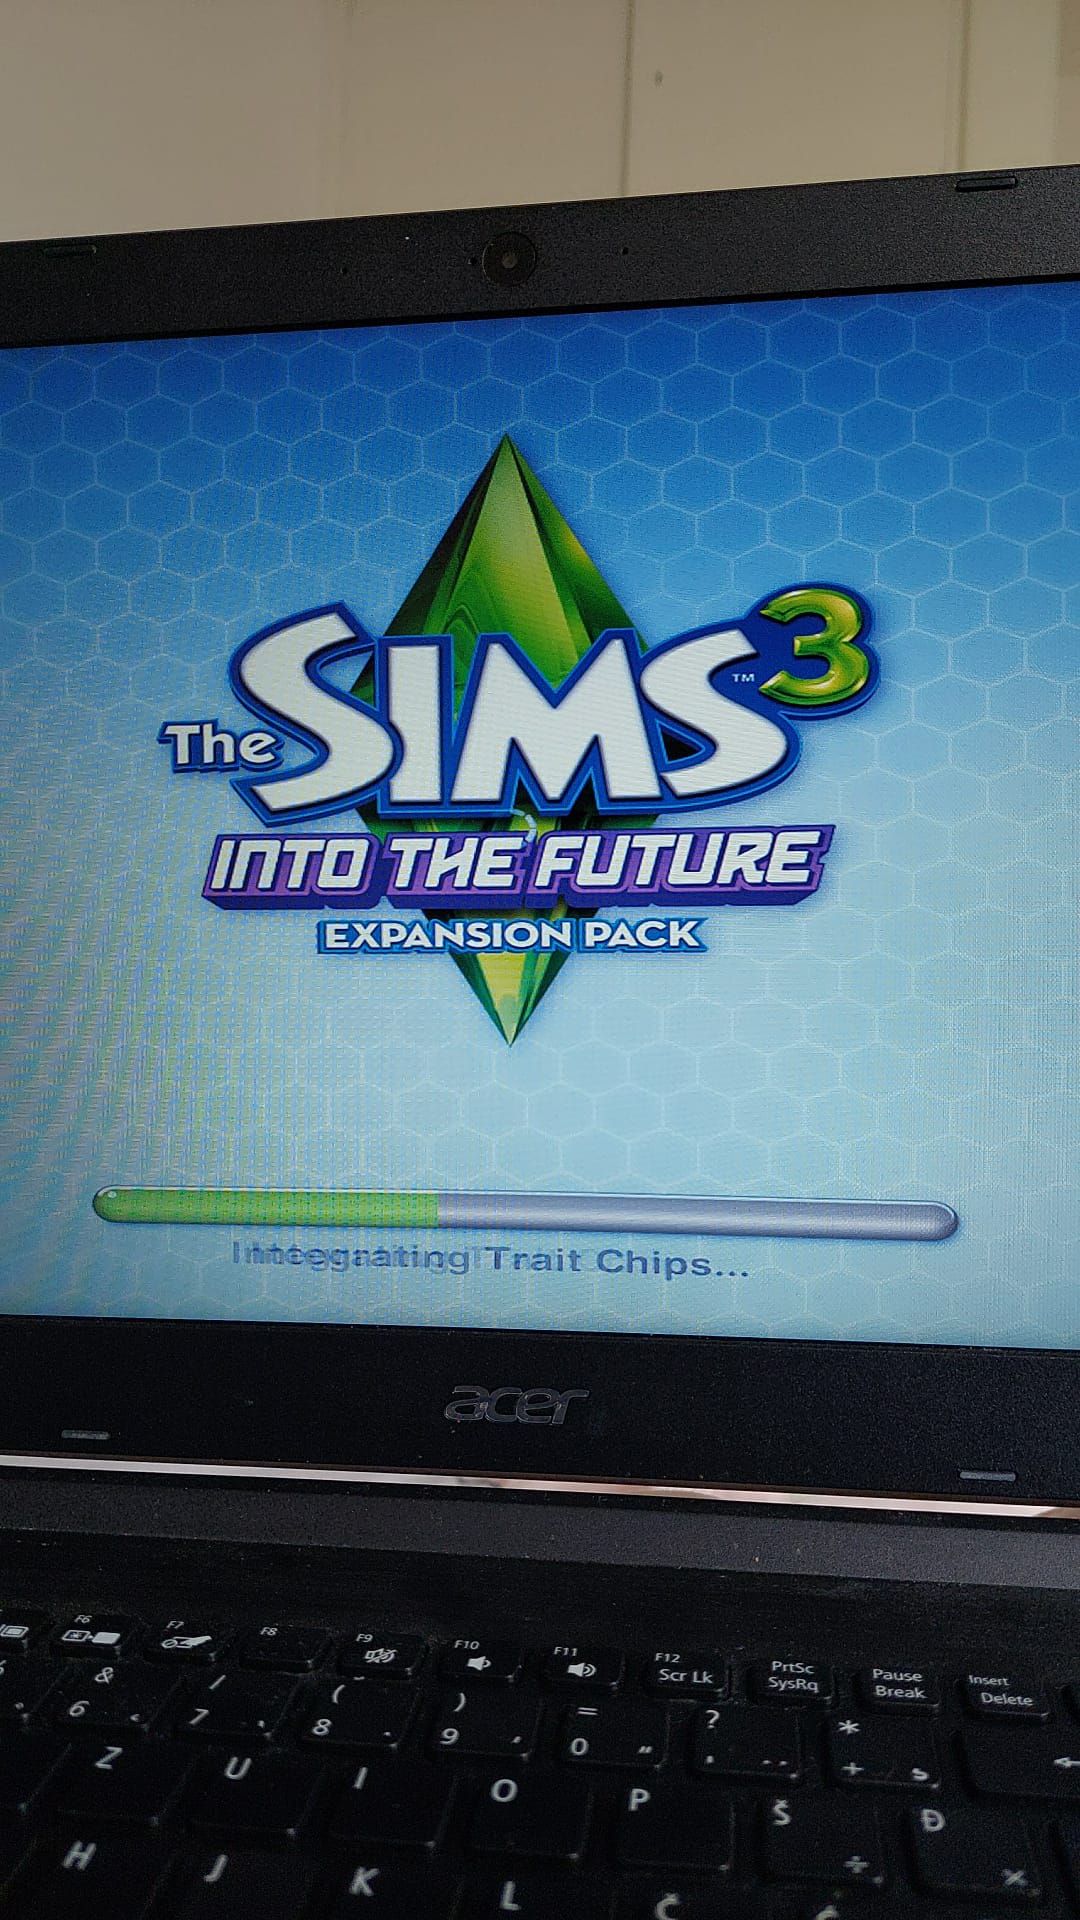 The SIMS™ 3
INTO THE FUTURE
EXPANSION PACK
Integrating Trait Chips...
acer
F6 F7 F8 F9 F10 F11 F12 PrtSc Pause Insert
Scr Lk SysRq Break Delete
& / ( ) = ? *
6 7 8 9 0 ' +
Z U I O P Š Đ
H J K L Č